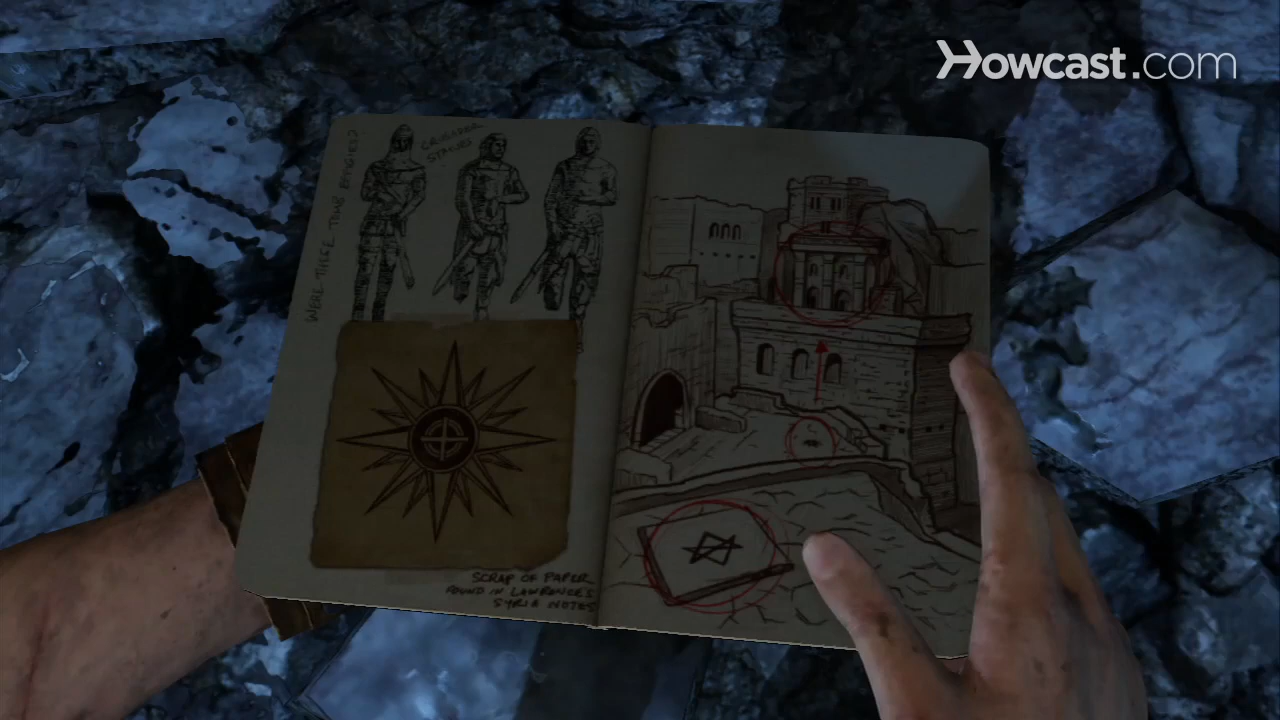 Howcast.com
WERE THESE TOMB EFFIGIES?
CRUSADER
STATUES
SCRAP OF PAPER
FOUND IN LAWRENCE'S
SYRIA NOTES